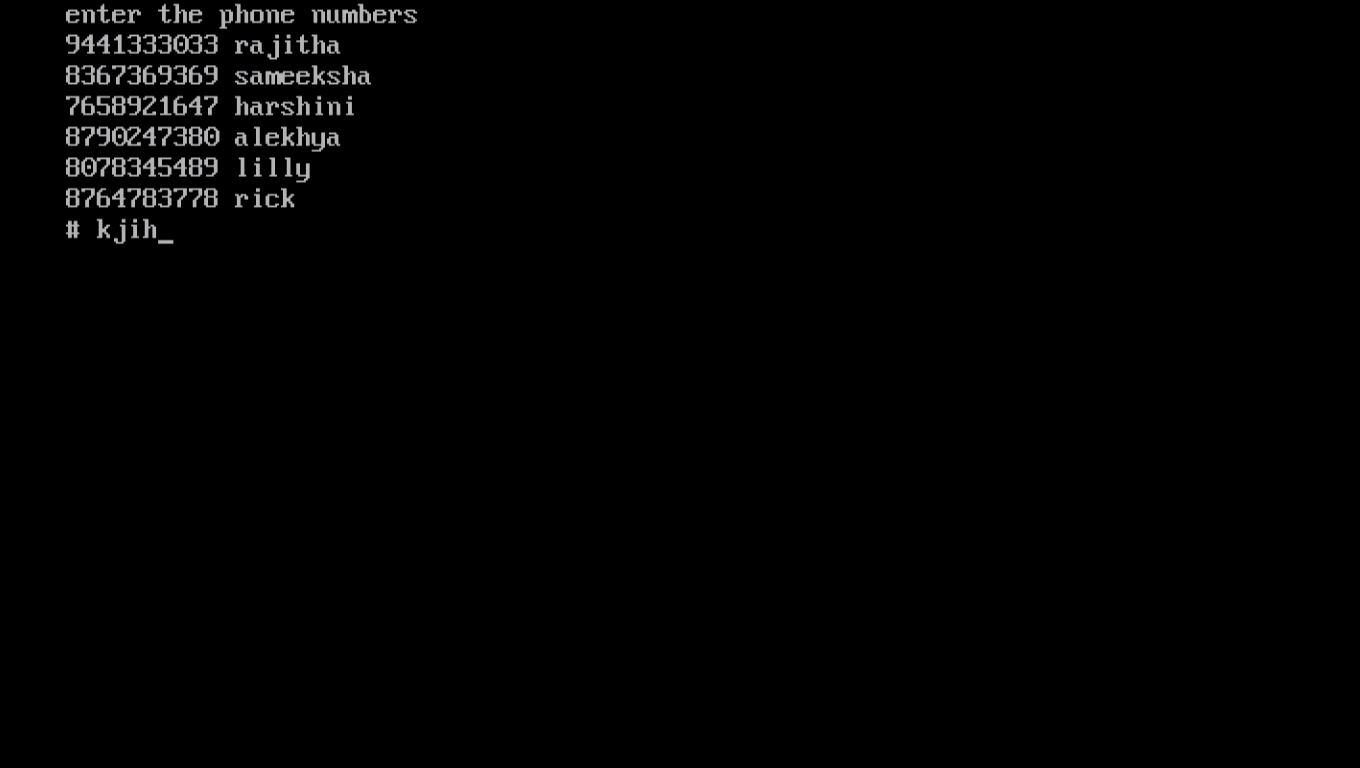 enter the phone numbers
9441333033 rajitha
8367369369 sameeksha
7658921647 harshini
8790247380 alekhya
8078345489 lilly
8764783778 rick
# kjih_